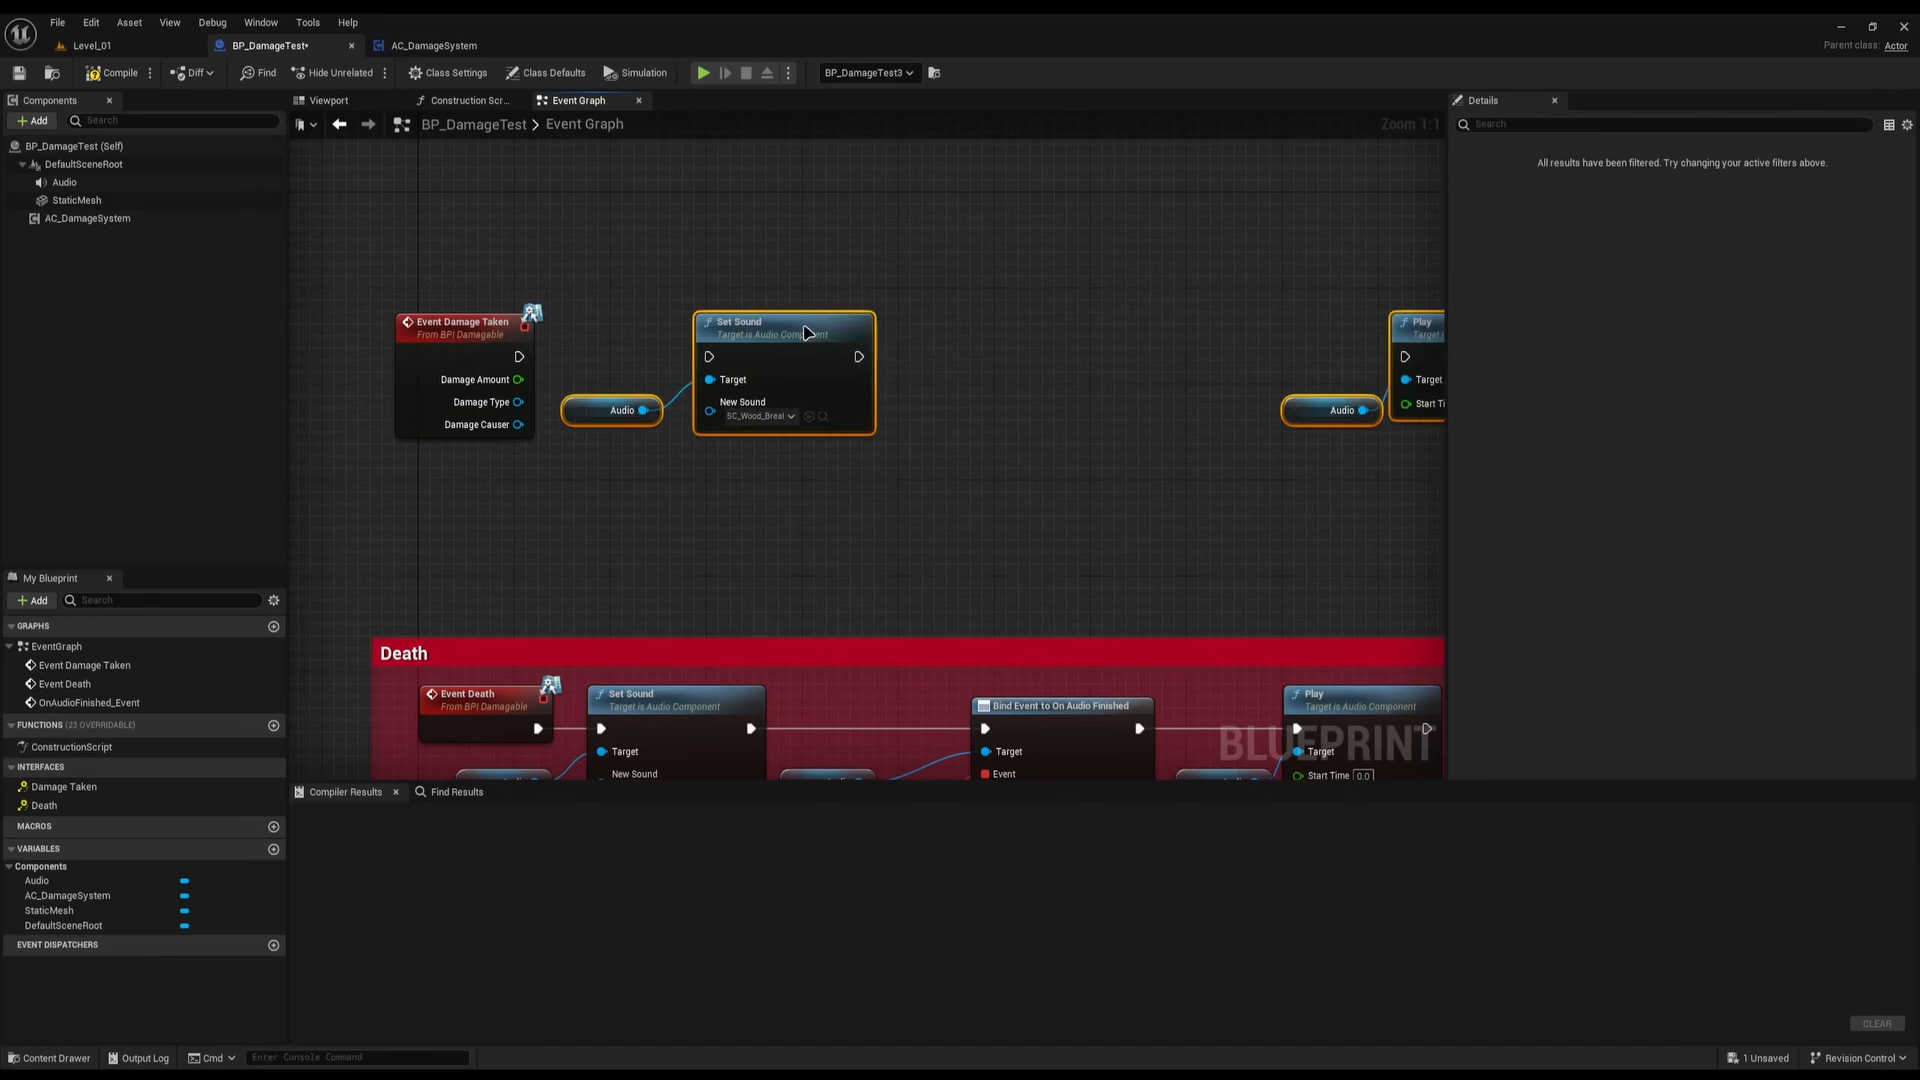 File Edit Asset View Debug Window Tools Help
Level_01 BP_DamageTest* AC_DamageSystem
Parent class: Actor
Compile Diff Find Hide Unrelated Class Settings Class Defaults Simulation BP_DamageTest3
Components
Add Search
BP_DamageTest (Self)
DefaultSceneRoot
Audio
StaticMesh
AC_DamageSystem
Viewport Construction Scr... Event Graph
BP_DamageTest > Event Graph Zoom 1:1
Details
Search
All results have been filtered. Try changing your active filters above.
Event Damage Taken
From BPI Damagable
Damage Amount
Damage Type
Damage Causer
Audio
Set Sound
Target
New Sound
SC_Wood_Breal
Audio
Play
Target
Start Ti
Death
Event Death
From BPI Damagable
Set Sound
Target is Audio Component
Target
New Sound
Bind Event to On Audio Finished
Target
Event
Play
Target is Audio Component
Target
Start Time 0.0
BLUEPRINT
My Blueprint
Add Search
GRAPHS
EventGraph
Event Damage Taken
Event Death
OnAudioFinished_Event
FUNCTIONS (23 OVERRIDABLE)
ConstructionScript
INTERFACES
Damage Taken
Death
MACROS
VARIABLES
Components
Audio
AC_DamageSystem
StaticMesh
DefaultSceneRoot
EVENT DISPATCHERS
Compiler Results Find Results
CLEAR
Content Drawer Output Log Cmd Enter Console Command 1 Unsaved Revision Control